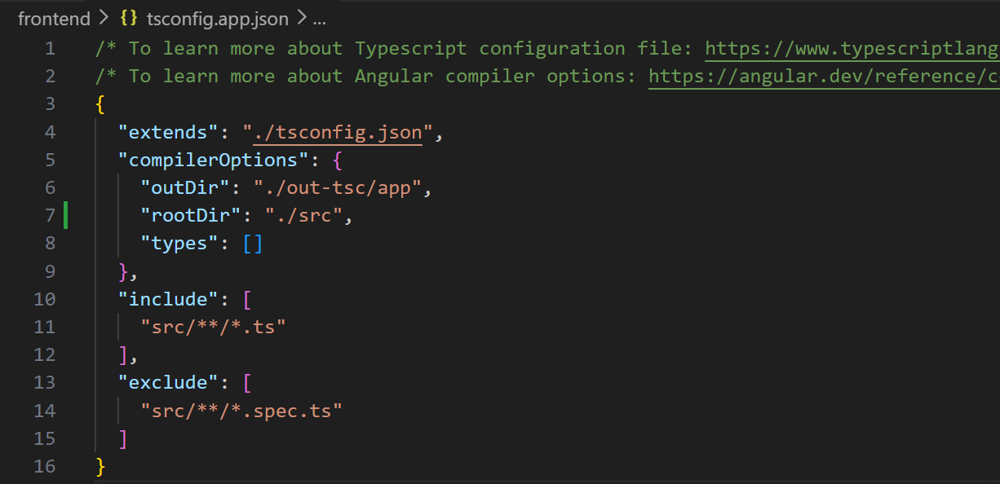 frontend > {} tsconfig.app.json > ...
1 /* To learn more about Typescript configuration file: https://www.typescriptlang
2 /* To learn more about Angular compiler options: https://angular.dev/reference/c
3 {
4   "extends": "./tsconfig.json",
5   "compilerOptions": {
6     "outDir": "./out-tsc/app",
7     "rootDir": "./src",
8     "types": []
9   },
10   "include": [
11     "src/**/*.ts"
12   ],
13   "exclude": [
14     "src/**/*.spec.ts"
15   ]
16 }